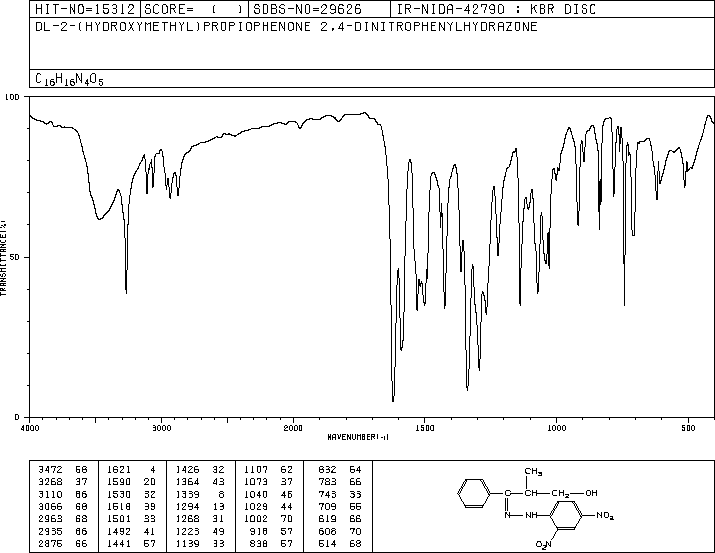 HIT-NO=15312 SCORE= ( ) SDBS-NO=29626 IR-NIDA-42790 : KBR DISC
DL-2-(HYDROXYMETHYL)PROPIOPHENONE 2,4-DINITROPHENYLHYDRAZONE
C16H16N4O5
100
50
0
TRANSMITTANCE(%)
4000 3000 2000 1500 1000 500
WAVENUMBER(-1)
3472 60 1621 4 1426 32 1107 62 832 64
3268 37 1590 20 1364 43 1073 37 783 66
3110 66 1530 32 1339 8 1040 46 743 33
3066 68 1518 39 1294 13 1029 44 709 55
2963 68 1501 33 1268 31 1002 70 619 66
2935 66 1492 41 1223 49 918 57 608 70
2875 66 1441 57 1139 33 838 57 514 68
CH3
C-CH-CH2-OH
N-NH
NO2
O2N